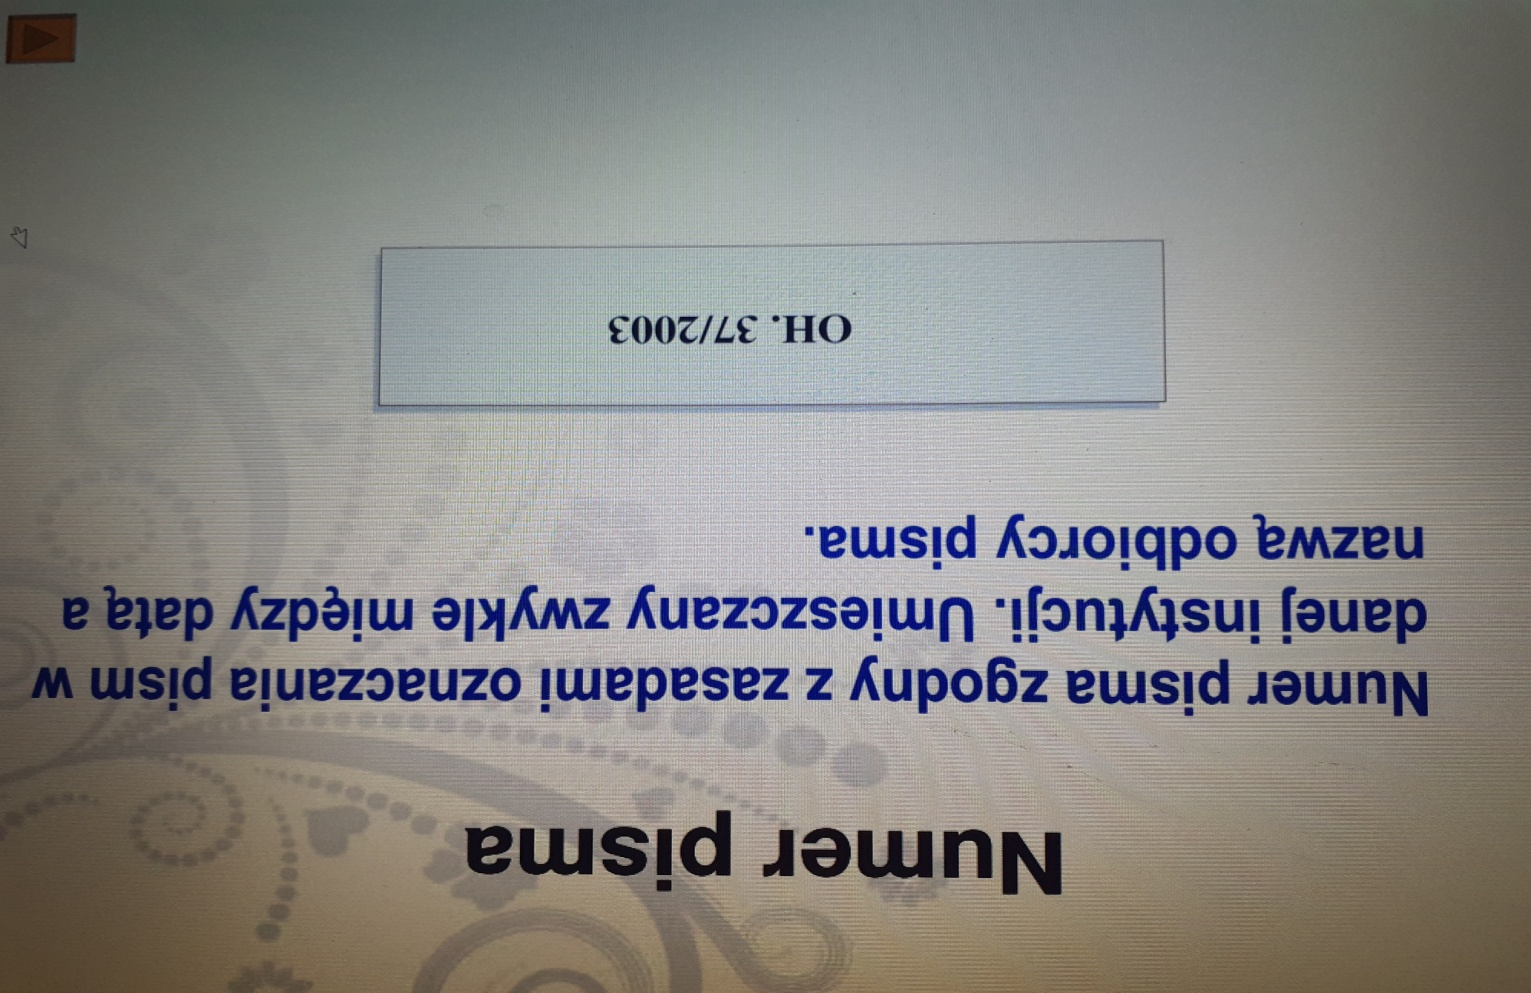 Numer pisma
Numer pisma zgodny z zasadami oznaczania pism w
danej instytucji. Umieszczany zwykle między datą a
nazwą odbiorcy pisma.
OH. 37/2003